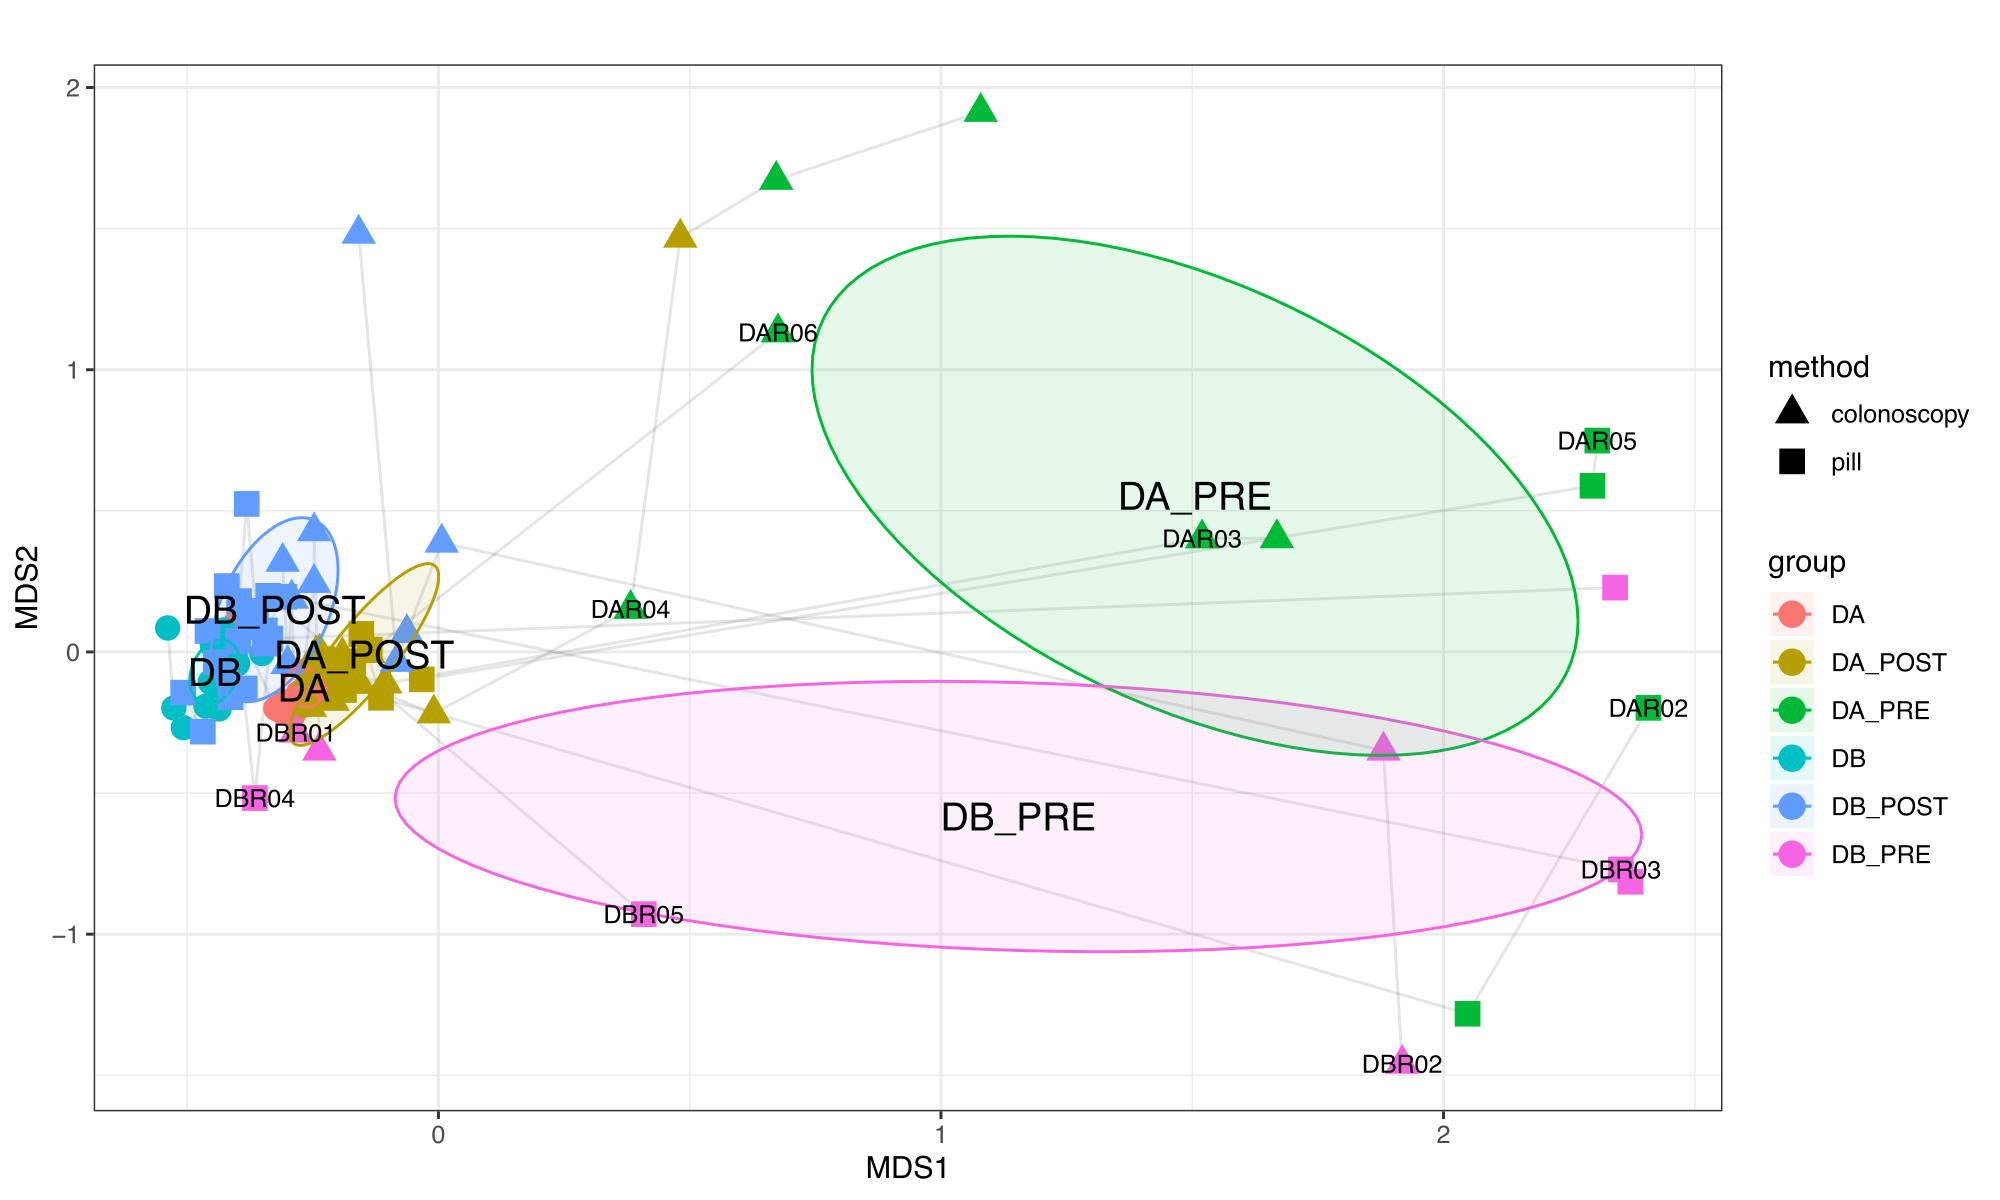 2
1
0
−1
MDS2
0
1
2
MDS1
DAR06
DAR05
DA_PRE
DAR03
DAR04
DB_POST
DA_POST
DB
DA
DAR02
DBR01
DBR04
DB_PRE
DBR03
DBR05
DBR02
method
colonoscopy
pill
group
DA
DA_POST
DA_PRE
DB
DB_POST
DB_PRE